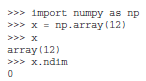 >>> import numpy as np
>>> x = np.array(12)
>>> x
array(12)
>>> x.ndim
0